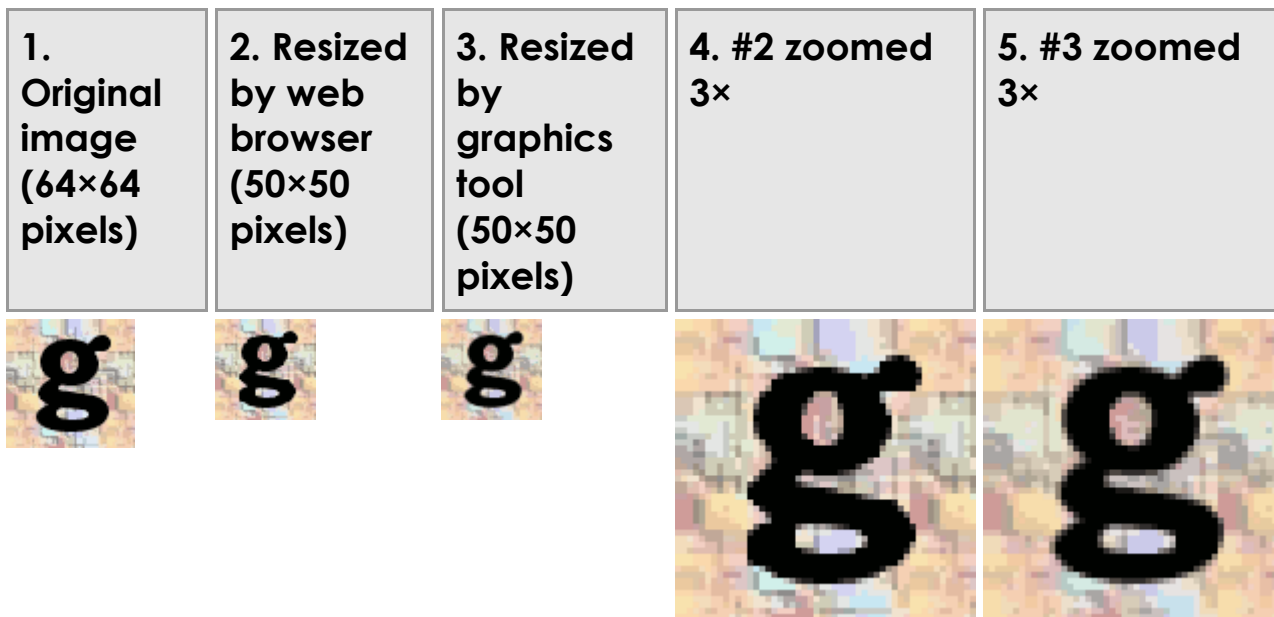 1.
Original
image
(64×64
pixels)
2. Resized
by web
browser
(50×50
pixels)
3. Resized
by
graphics
tool
(50×50
pixels)
4. #2 zoomed
3×
5. #3 zoomed
3×
g
g
g
g
g